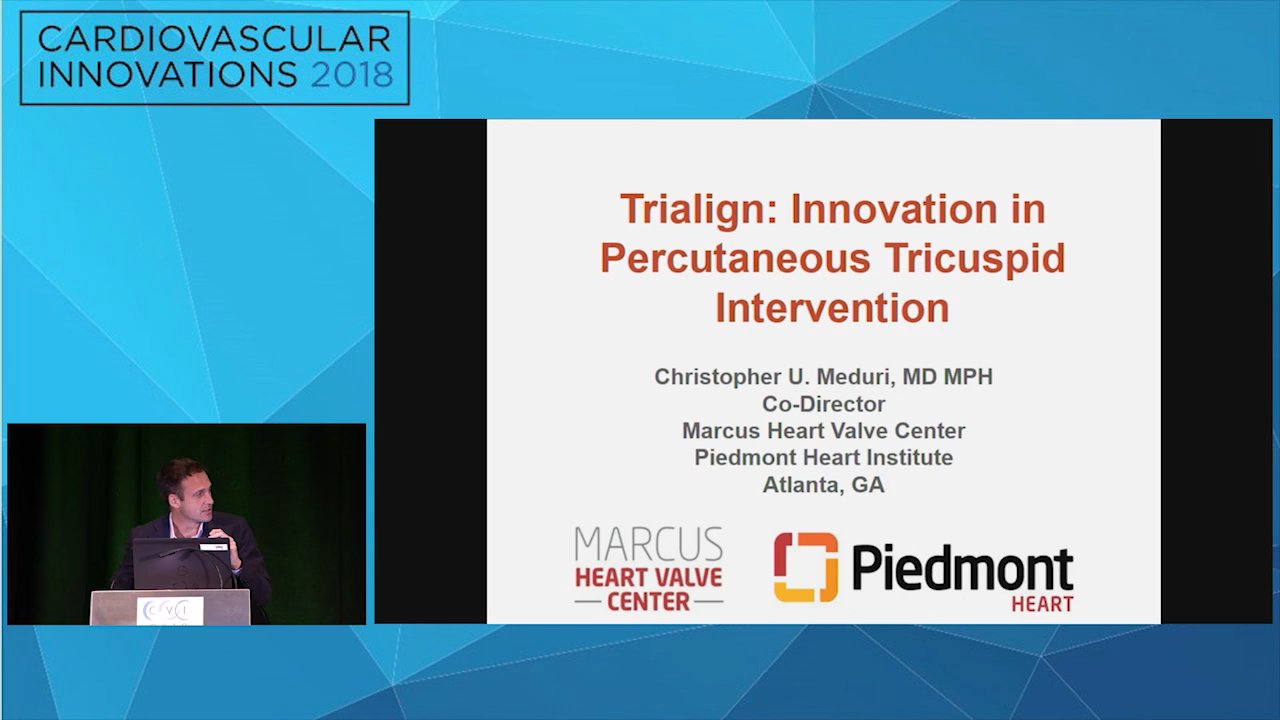 CARDIOVASCULAR
INNOVATIONS 2018
Trialign: Innovation in
Percutaneous Tricuspid
Intervention
Christopher U. Meduri, MD MPH
Co-Director
Marcus Heart Valve Center
Piedmont Heart Institute
Atlanta, GA
MARCUS
HEART VALVE
CENTER
Piedmont
HEART
CVI